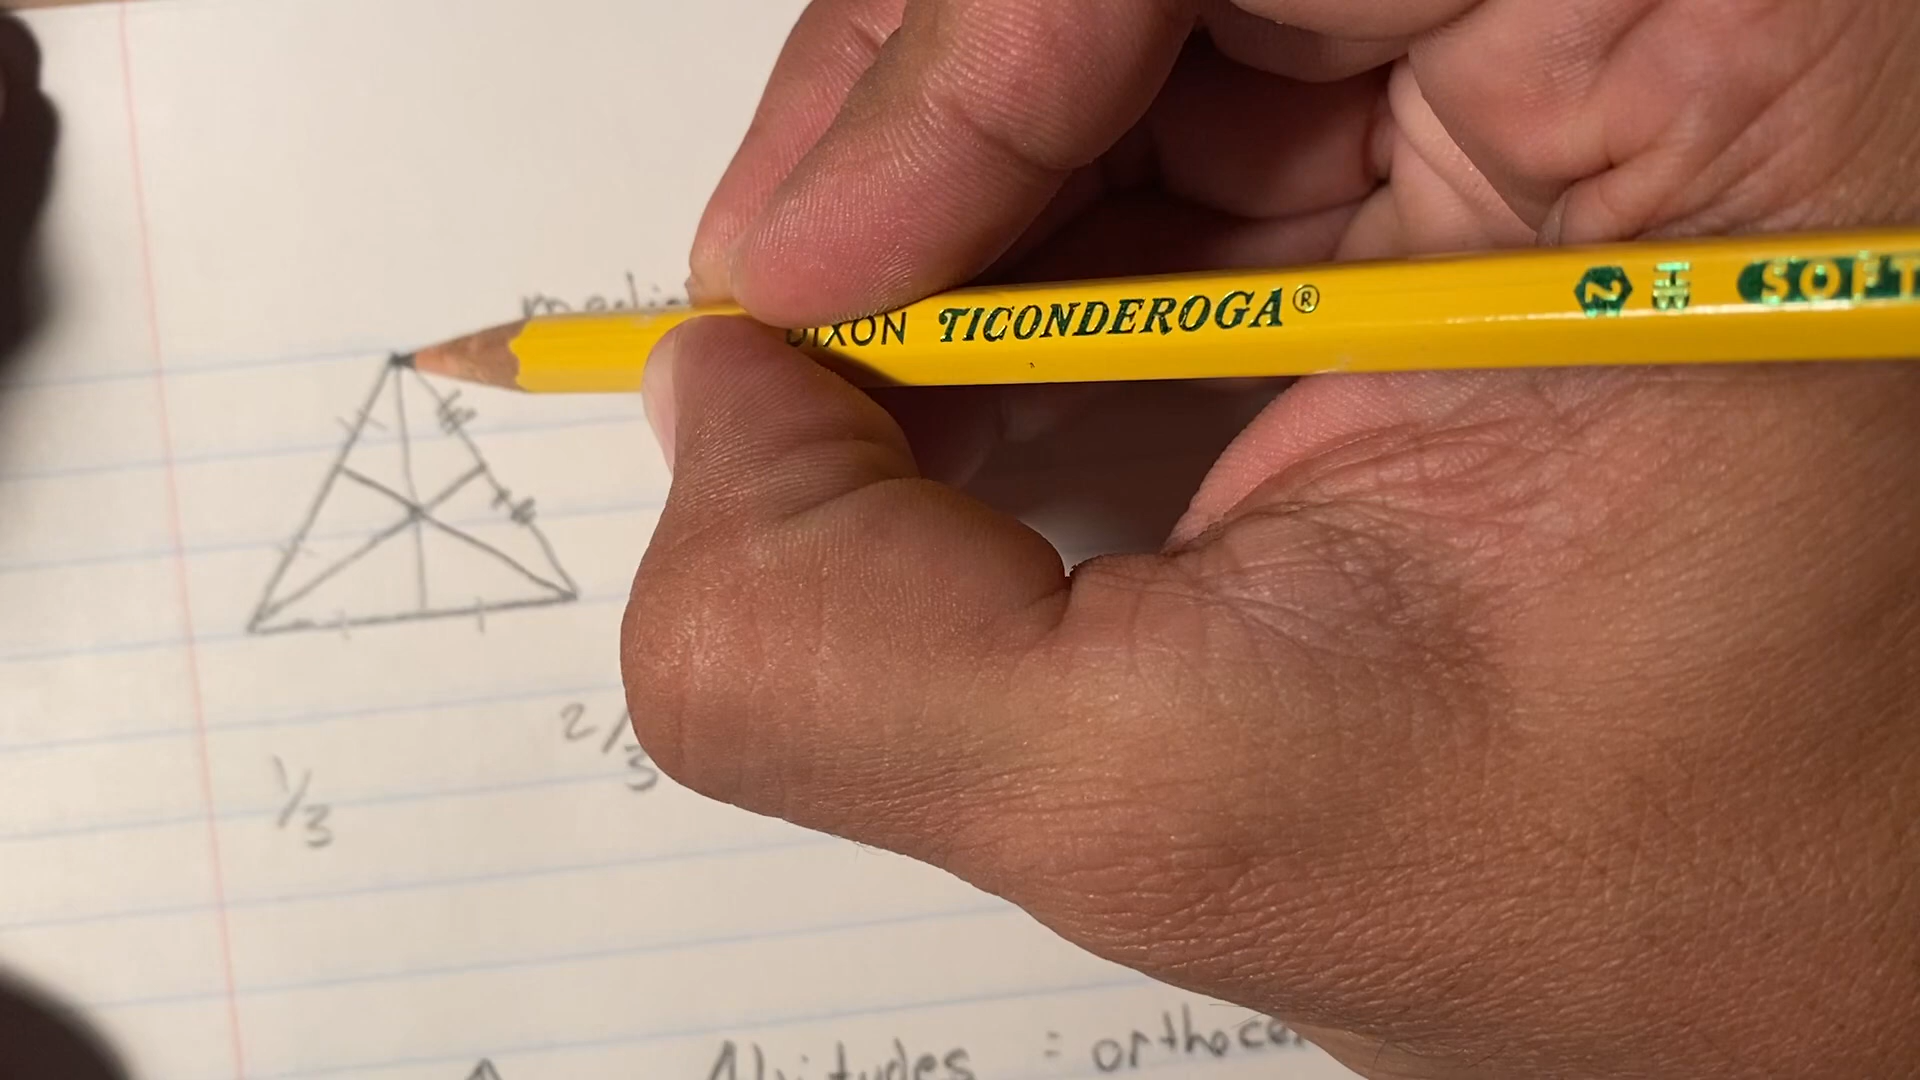 DIXON TICONDEROGA® 2 HB SOFT
2/3
1/3
Altitudes = orthoce